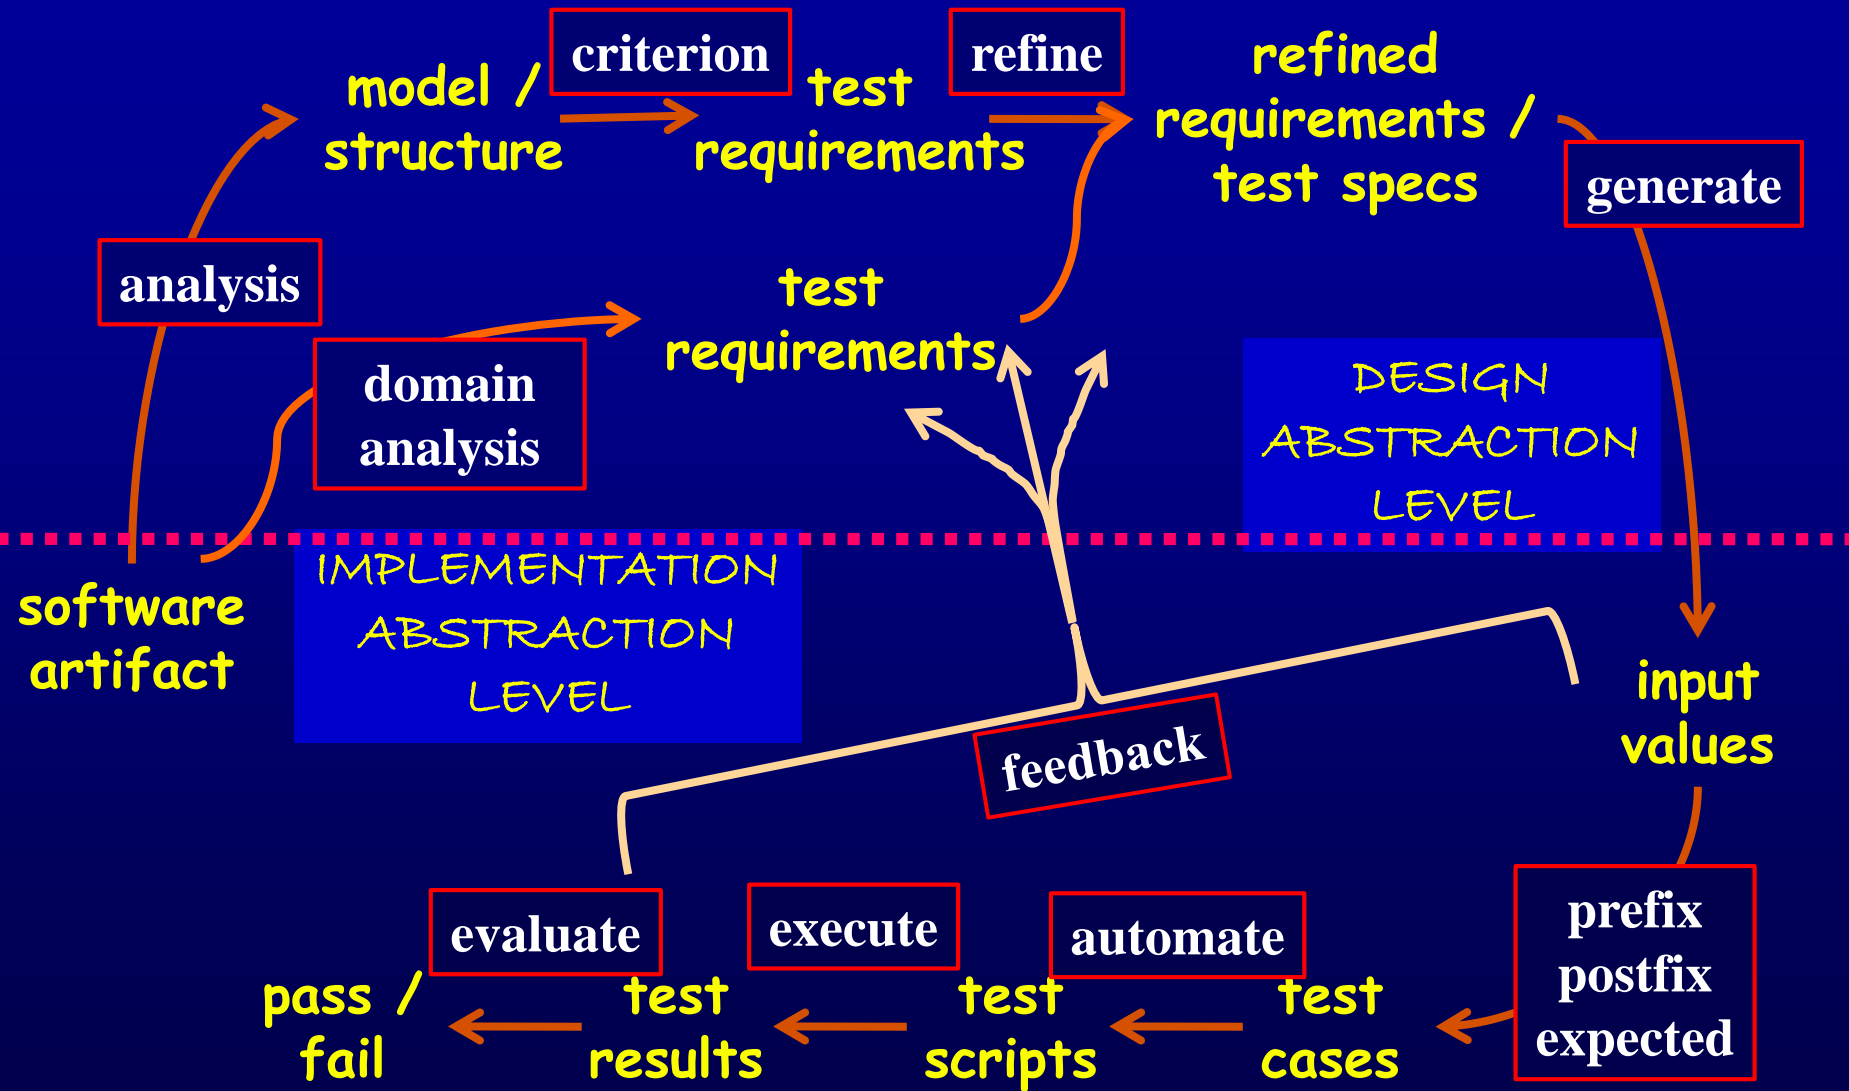 criterion
refine
model /
structure
test
requirements
refined
requirements /
test specs
generate
analysis
test
requirements
domain
analysis
DESIGN
ABSTRACTION
LEVEL
IMPLEMENTATION
ABSTRACTION
LEVEL
software
artifact
input
values
feedback
prefix
postfix
expected
evaluate
execute
automate
pass /
fail
test
results
test
scripts
test
cases